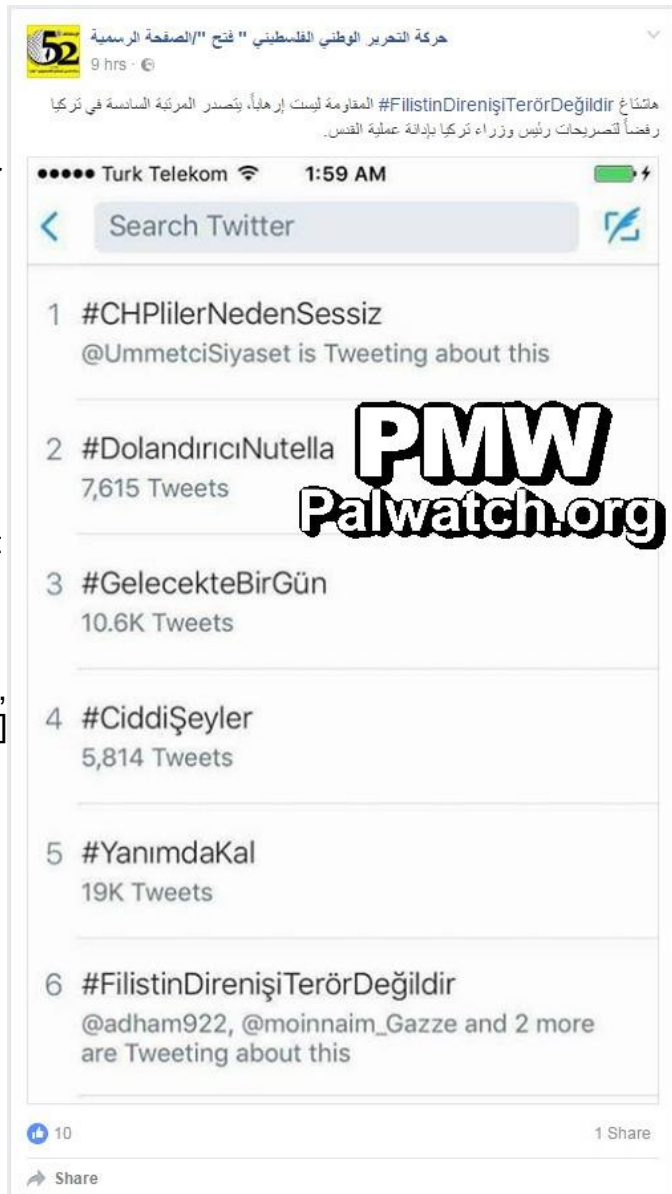 حركة التحرير الوطني الفلسطيني " فتح "/الصفحة الرسمية
52
9 hrs ·
هاشتاغ #FilistinDirenişiTerörDeğildir المقاومة ليست إرهاباً، يتصدر المرتبة السادسة في تركيا
رفضاً لتصريحات رئيس وزراء تركيا بإدانة عملية القدس.
Turk Telekom 1:59 AM
Search Twitter
1 #CHPlilerNedenSessiz
@UmmetciSiyaset is Tweeting about this
2 #DolandırıcıNutella
7,615 Tweets
PMW
Palwatch.org
3 #GelecekteBirGün
10.6K Tweets
4 #CiddiŞeyler
5,814 Tweets
5 #YanımdaKal
19K Tweets
6 #FilistinDirenişiTerörDeğildir
@adham922, @moinnaim_Gazze and 2 more
are Tweeting about this
10 1 Share
Share